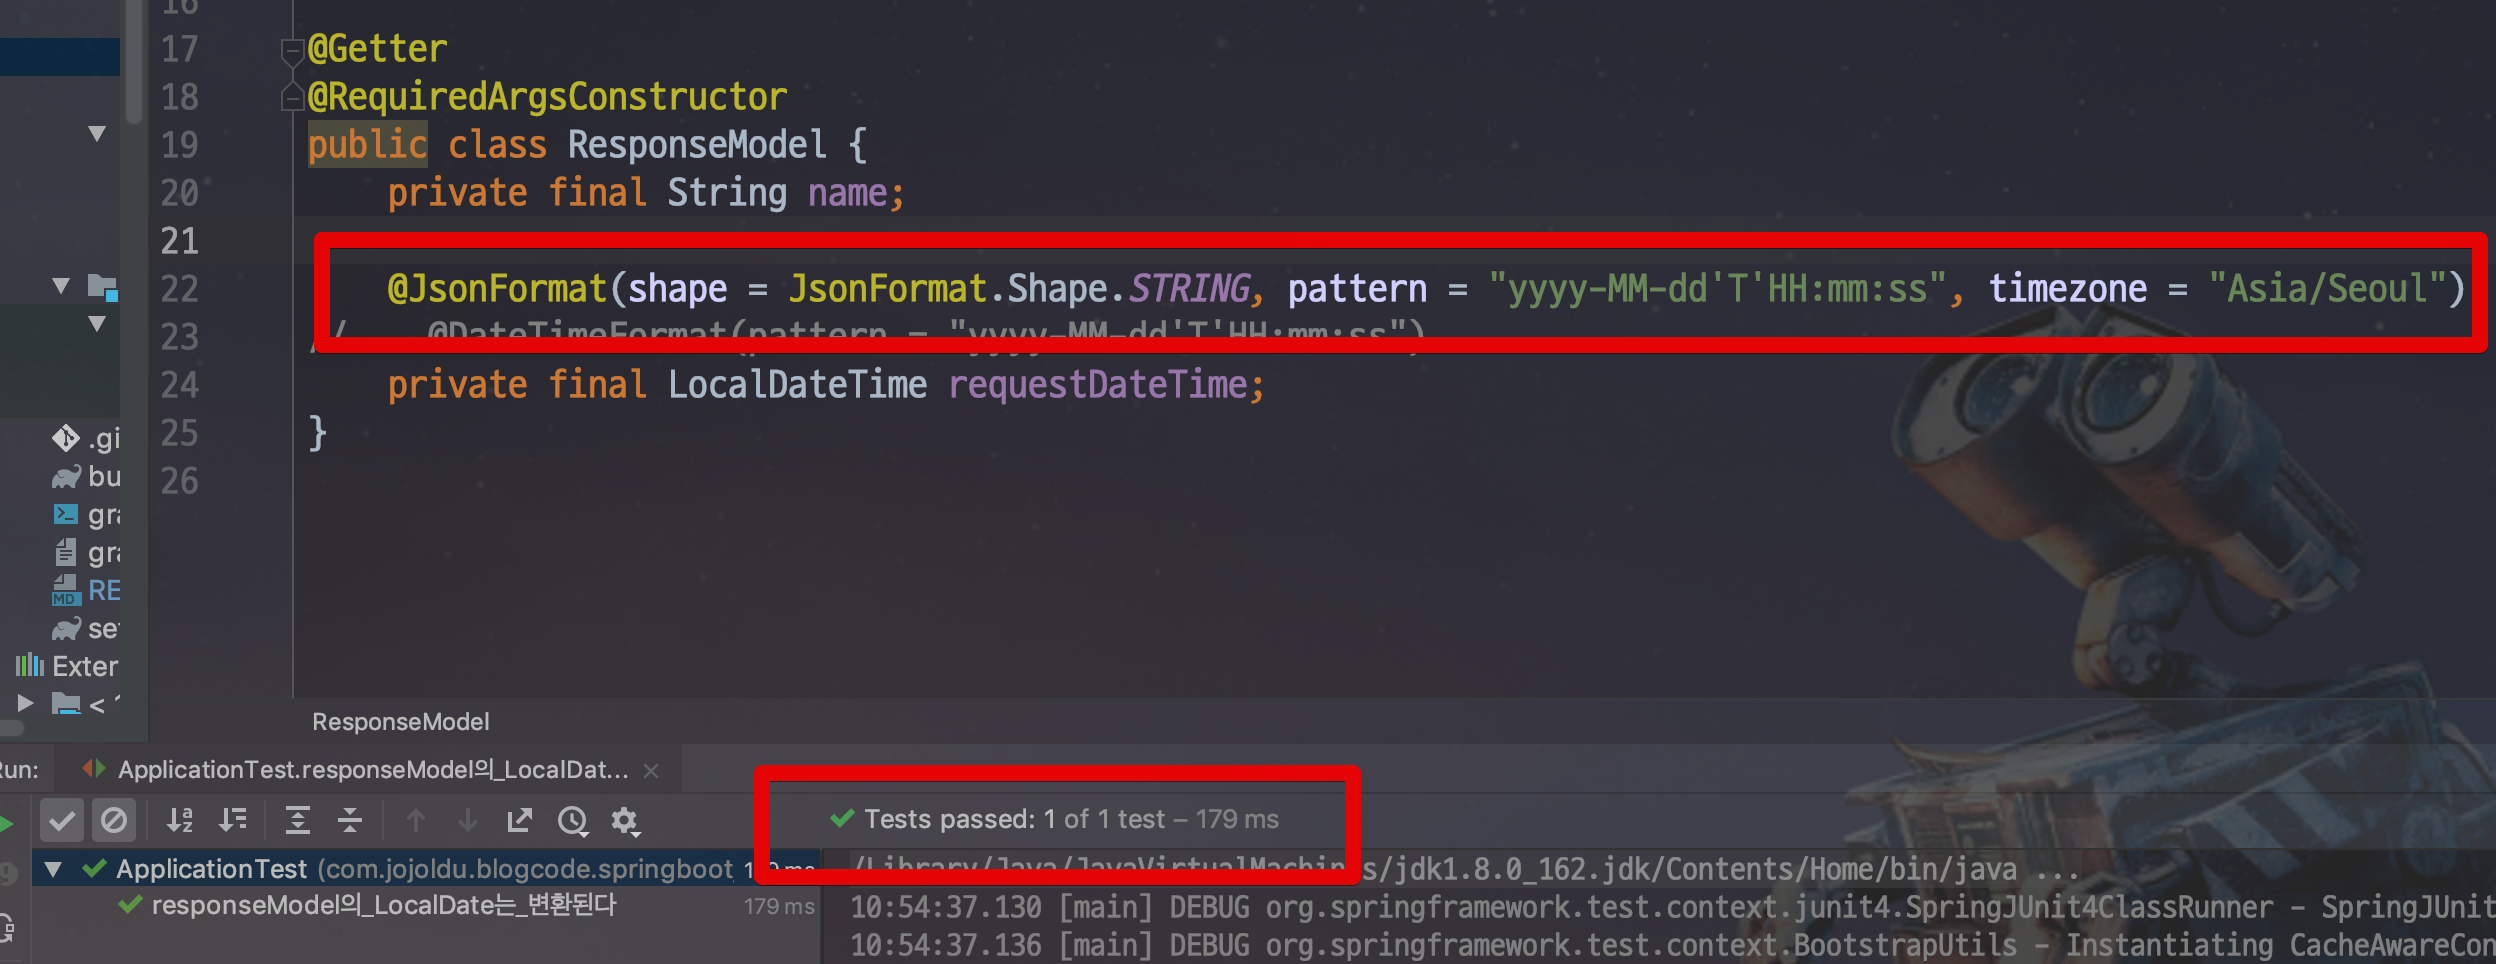 16
17 @Getter
18 @RequiredArgsConstructor
19 public class ResponseModel {
20 private final String name;
21
22 @JsonFormat(shape = JsonFormat.Shape.STRING, pattern = "yyyy-MM-dd'T'HH:mm:ss", timezone = "Asia/Seoul")
23 // @DateTimeFormat(pattern = "yyyy-MM-dd'T'HH:mm:ss")
24 private final LocalDateTime requestDateTime;
25 }
26
.gi
bu
gra
gra
MD RE
set
Exter
< 1
ResponseModel
Run: ApplicationTest.responseModel의_LocalDat...
Tests passed: 1 of 1 test – 179 ms
ApplicationTest (com.jojoldu.blogcode.springboot 179 ms
responseModel의_LocalDate는_변환된다 179 ms
/Library/Java/JavaVirtualMachines/jdk1.8.0_162.jdk/Contents/Home/bin/java ...
10:54:37.130 [main] DEBUG org.springframework.test.context.junit4.SpringJUnit4ClassRunner - SpringJUnit
10:54:37.136 [main] DEBUG org.springframework.test.context.BootstrapUtils - Instantiating CacheAwareCon